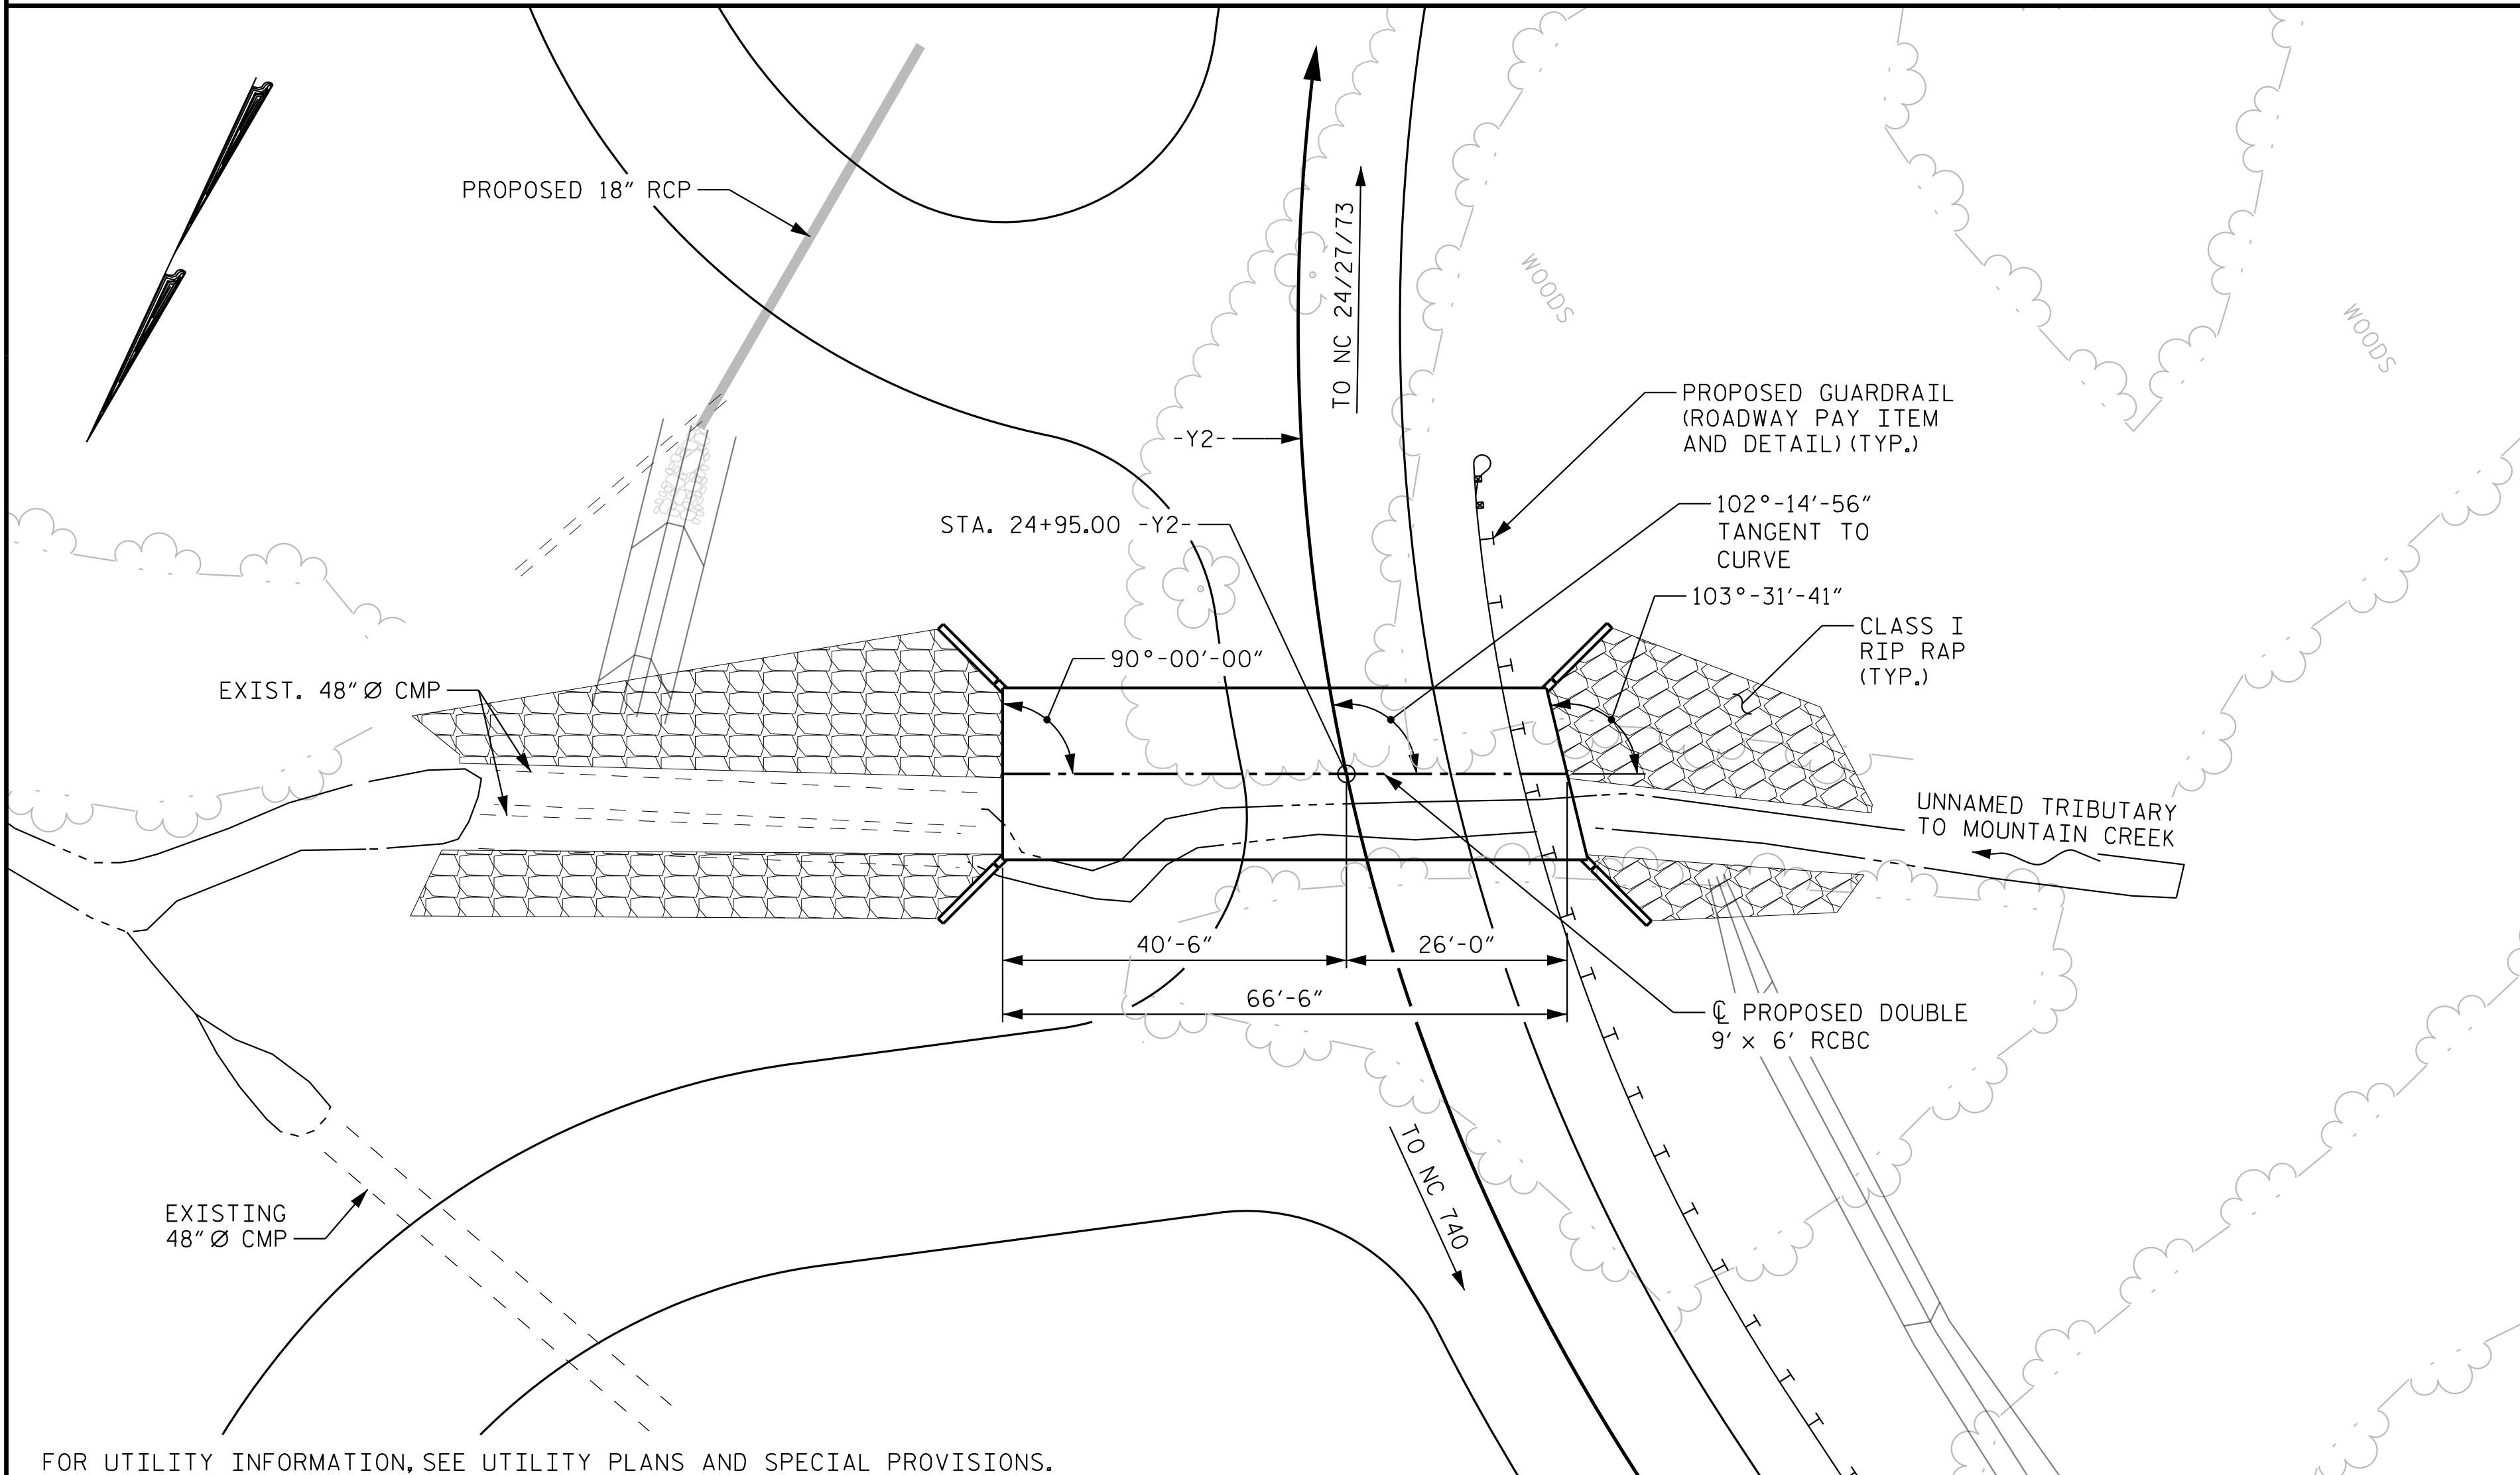 PROPOSED 18" RCP
TO NC 24/27/73
WOODS
WOODS
-Y2-
PROPOSED GUARDRAIL
(ROADWAY PAY ITEM
AND DETAIL) (TYP.)
STA. 24+95.00 -Y2-
102°-14'-56"
TANGENT TO
CURVE
103°-31'-41"
CLASS I
RIP RAP
(TYP.)
90°-00'-00"
EXIST. 48"Ø CMP
UNNAMED TRIBUTARY
TO MOUNTAIN CREEK
40'-6"
26'-0"
66'-6"
℄ PROPOSED DOUBLE
9' x 6' RCBC
TO NC 740
EXISTING
48"Ø CMP
FOR UTILITY INFORMATION, SEE UTILITY PLANS AND SPECIAL PROVISIONS.